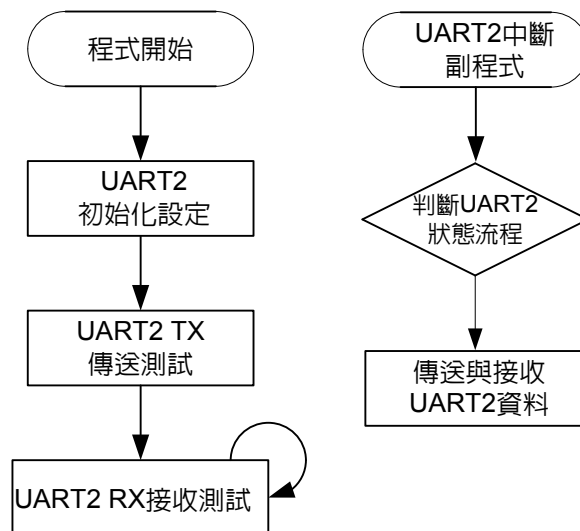 程式開始
UART2
初始化設定
UART2 TX
傳送測試
UART2 RX接收測試
UART2中斷
副程式
判斷UART2
狀態流程
傳送與接收
UART2資料